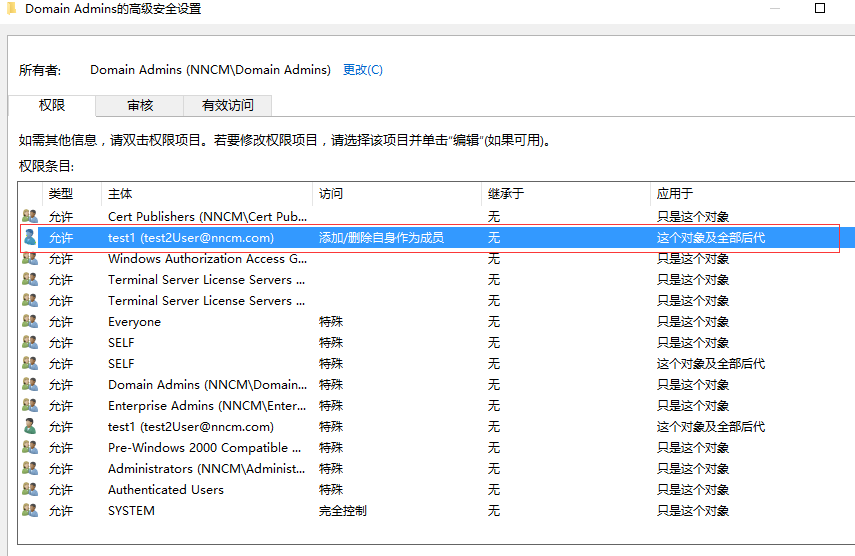 Domain Admins的高级安全设置
所有者: Domain Admins (NNCM\Domain Admins) 更改(C)
权限 审核 有效访问
如需其他信息，请双击权限项目。若要修改权限项目，请选择该项目并单击"编辑"(如果可用)。
权限条目:
类型 主体 访问 继承于 应用于
允许 Cert Publishers (NNCM\Cert Pub... 无 只是这个对象
允许 test1 (test2User@nncm.com) 添加/删除自身作为成员 无 这个对象及全部后代
允许 Windows Authorization Access G... 无 只是这个对象
允许 Terminal Server License Servers ... 无 只是这个对象
允许 Terminal Server License Servers ... 无 只是这个对象
允许 Everyone 特殊 无 只是这个对象
允许 SELF 特殊 无 只是这个对象
允许 SELF 特殊 无 这个对象及全部后代
允许 Domain Admins (NNCM\Domain... 特殊 无 只是这个对象
允许 Enterprise Admins (NNCM\Enter... 特殊 无 只是这个对象
允许 test1 (test2User@nncm.com) 特殊 无 这个对象及全部后代
允许 Pre-Windows 2000 Compatible ... 特殊 无 只是这个对象
允许 Administrators (NNCM\Administ... 特殊 无 只是这个对象
允许 Authenticated Users 特殊 无 只是这个对象
允许 SYSTEM 完全控制 无 只是这个对象